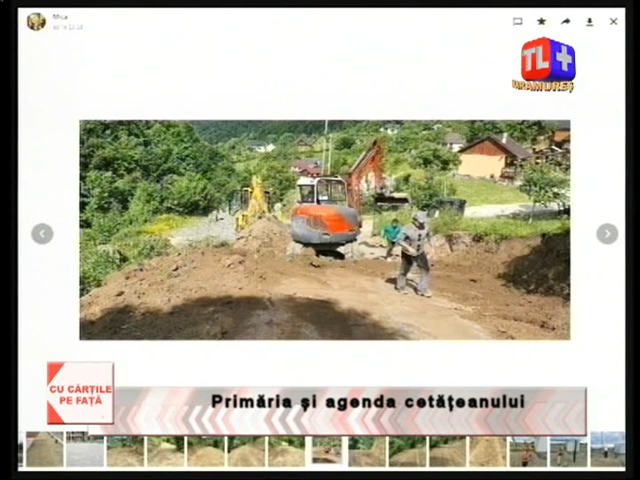 TL+
MARAMUREȘ
CU CĂRȚILE
PE FAȚĂ
Primăria și agenda cetățeanului